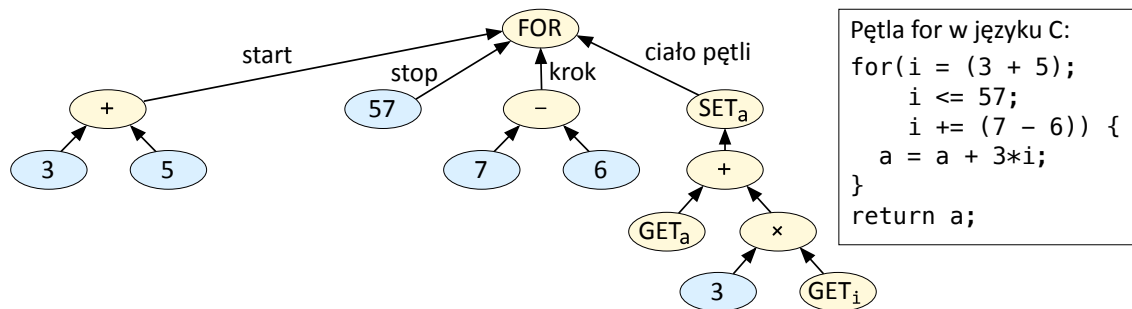 FOR
start
stop
krok
ciało pętli
+
57
−
SETₐ
3
5
7
6
+
GETₐ
×
3
GETᵢ
Pętla for w języku C:
for(i = (3 + 5);
    i <= 57;
    i += (7 − 6)) {
  a = a + 3*i;
}
return a;